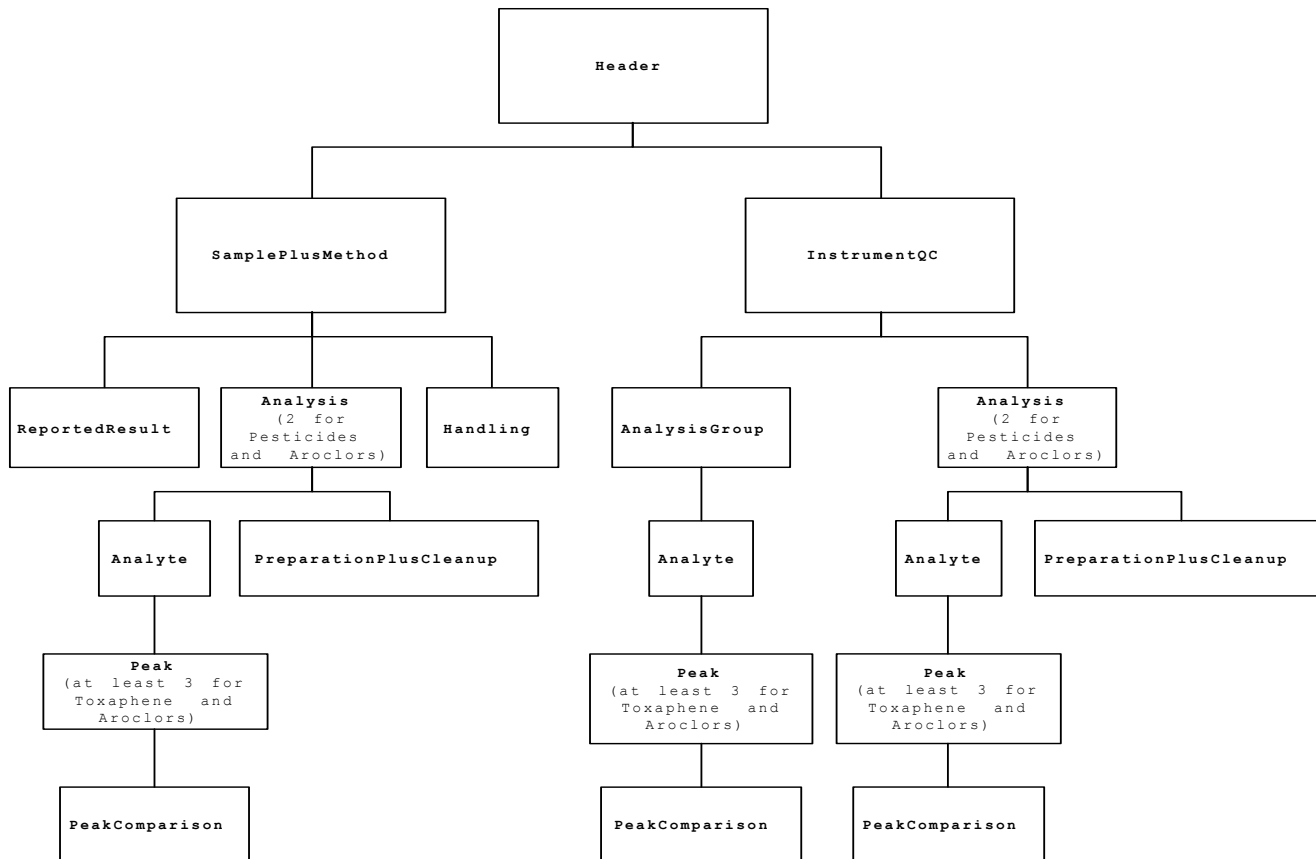 Header
SamplePlusMethod
InstrumentQC
ReportedResult
Analysis
(2 for
Pesticides
and Aroclors)
Handling
AnalysisGroup
Analysis
(2 for
Pesticides
and Aroclors)
Analyte
PreparationPlusCleanup
Analyte
Analyte
PreparationPlusCleanup
Peak
(at least 3 for
Toxaphene and
Aroclors)
Peak
(at least 3 for
Toxaphene and
Aroclors)
Peak
(at least 3 for
Toxaphene and
Aroclors)
PeakComparison
PeakComparison
PeakComparison